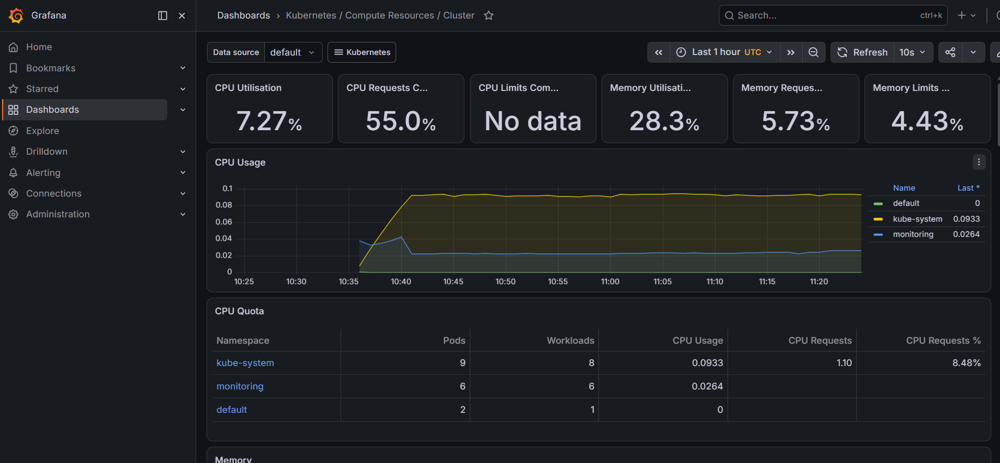 Grafana
Dashboards › Kubernetes / Compute Resources / Cluster
Search...
ctrl+k
Home
Bookmarks
Starred
Dashboards
Explore
Drilldown
Alerting
Connections
Administration
Data source
default
Kubernetes
Last 1 hour UTC
Refresh
10s
CPU Utilisation
7.27%
CPU Requests C...
55.0%
CPU Limits Com...
No data
Memory Utilisati...
28.3%
Memory Reques...
5.73%
Memory Limits ...
4.43%
CPU Usage
0.1
0.08
0.06
0.04
0.02
0
10:25 10:30 10:35 10:40 10:45 10:50 10:55 11:00 11:05 11:10 11:15 11:20
Name Last *
default 0
kube-system 0.0933
monitoring 0.0264
CPU Quota
Namespace Pods Workloads CPU Usage CPU Requests CPU Requests %
kube-system 9 8 0.0933 1.10 8.48%
monitoring 6 6 0.0264
default 2 1 0
Memory